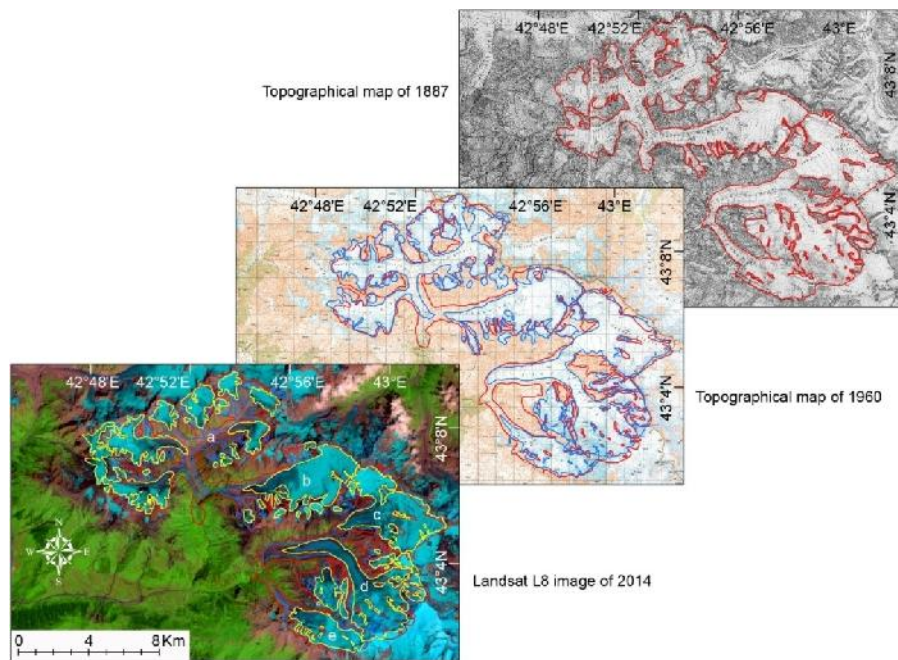 42°48'E 42°52'E 42°56'E 43°E
43°8'N
Topographical map of 1887
43°4'N
42°48'E 42°52'E 42°56'E 43°E
43°8'N
43°4'N
Topographical map of 1960
42°48'E 42°52'E 42°56'E 43°E
43°8'N
a
b
c
N
W E
S
43°4'N
Landsat L8 image of 2014
d
e
0 4 8Km